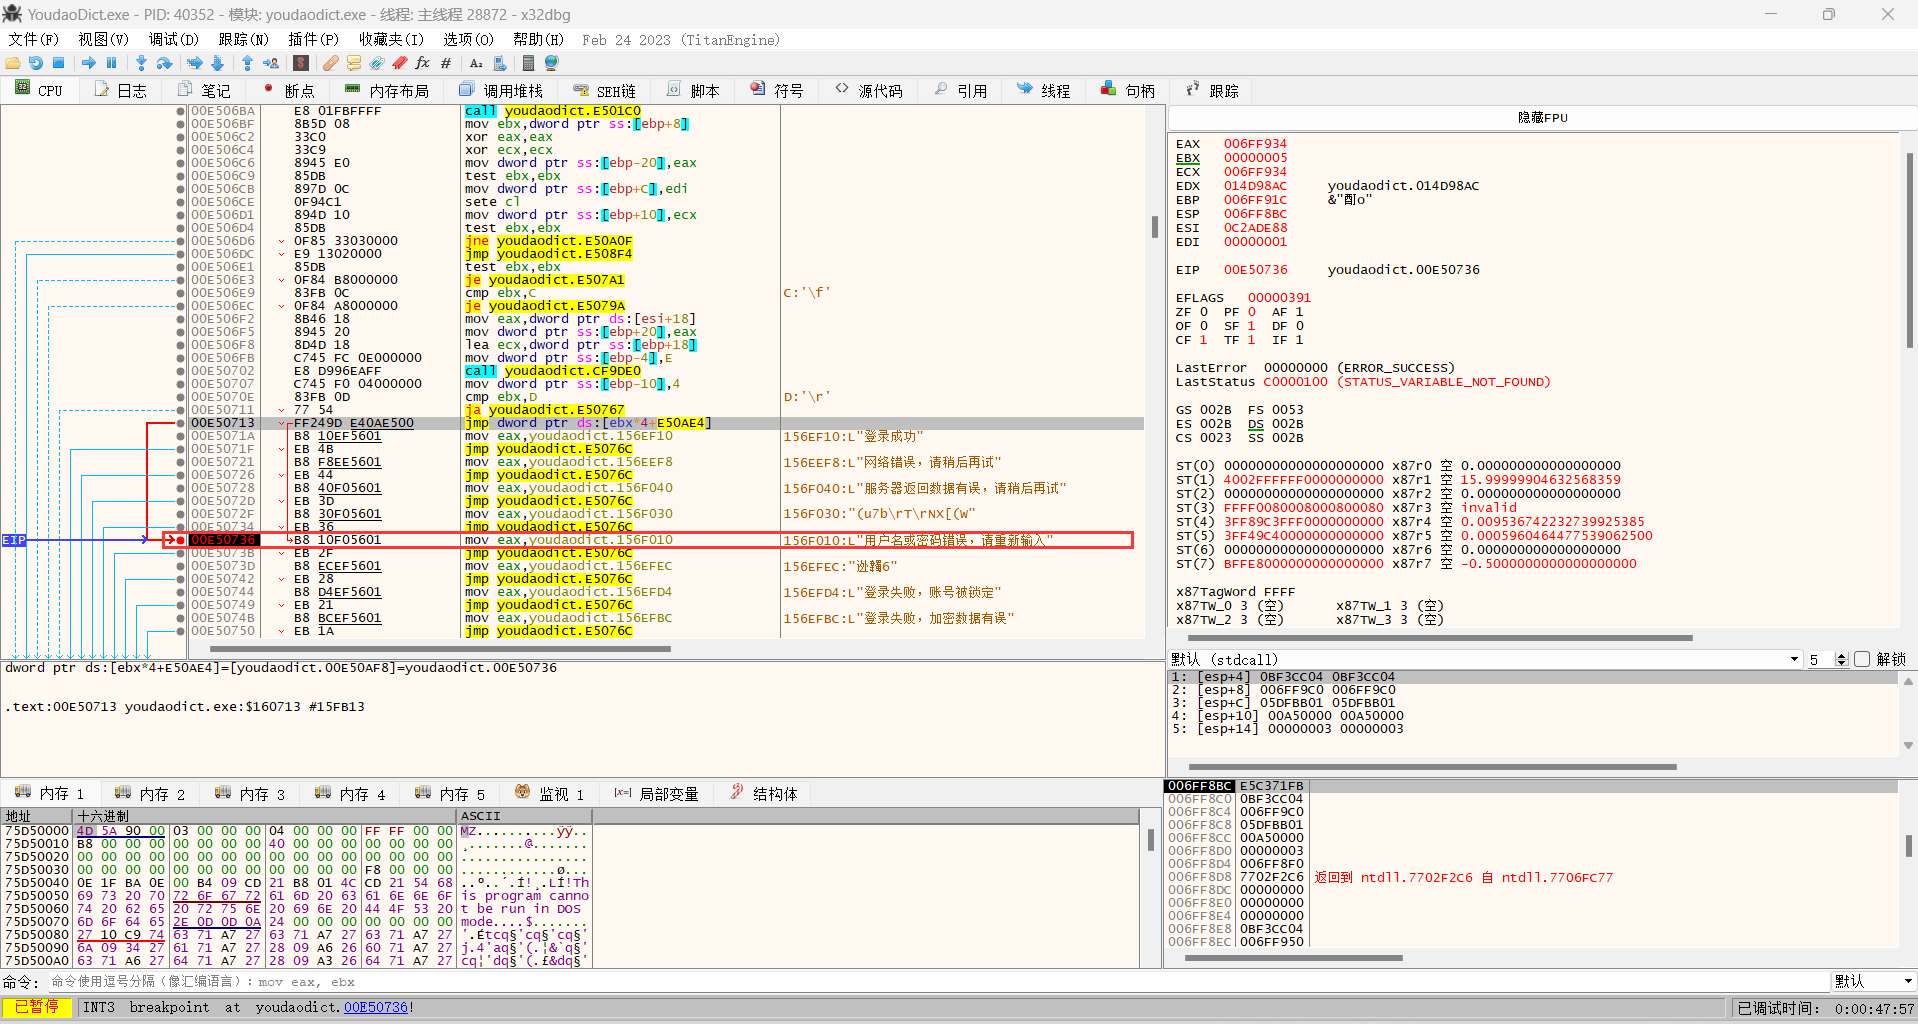 YoudaoDict.exe - PID: 40352 - 模块: youdaodict.exe - 线程: 主线程 28872 - x32dbg
文件(F) 视图(V) 调试(D) 跟踪(N) 插件(P) 收藏夹(I) 选项(O) 帮助(H) Feb 24 2023 (TitanEngine)
CPU 日志 笔记 断点 内存布局 调用堆栈 SEH链 脚本 符号 源代码 引用 线程 句柄 跟踪
00E506BA E8 01FBFFFF call youdaodict.E501C0
00E506BF 8B5D 08 mov ebx,dword ptr ss:[ebp+8]
00E506C2 33C0 xor eax,eax
00E506C4 33C9 xor ecx,ecx
00E506C6 8945 E0 mov dword ptr ss:[ebp-20],eax
00E506C9 85DB test ebx,ebx
00E506CB 897D 0C mov dword ptr ss:[ebp+C],edi
00E506CE 0F94C1 sete cl
00E506D1 894D 10 mov dword ptr ss:[ebp+10],ecx
00E506D4 85DB test ebx,ebx
00E506D6 0F85 33030000 jne youdaodict.E50A0F
00E506DC E9 13020000 jmp youdaodict.E508F4
00E506E1 85DB test ebx,ebx
00E506E3 0F84 B8000000 je youdaodict.E507A1
00E506E9 83FB 0C cmp ebx,C C:'\f'
00E506EC 0F84 A8000000 je youdaodict.E5079A
00E506F2 8B46 18 mov eax,dword ptr ds:[esi+18]
00E506F5 8945 20 mov dword ptr ss:[ebp+20],eax
00E506F8 8D4D 18 lea ecx,dword ptr ss:[ebp+18]
00E506FB C745 FC 0E000000 mov dword ptr ss:[ebp-4],E
00E50702 E8 D996EAFF call youdaodict.CF9DE0
00E50707 C745 F0 04000000 mov dword ptr ss:[ebp-10],4
00E5070E 83FB 0D cmp ebx,D D:'\r'
00E50711 77 54 ja youdaodict.E50767
00E50713 FF249D E40AE500 jmp dword ptr ds:[ebx*4+E50AE4]
00E5071A B8 10EF5601 mov eax,youdaodict.156EF10 156EF10:L"登录成功"
00E5071F EB 4B jmp youdaodict.E5076C
00E50721 B8 F8EE5601 mov eax,youdaodict.156EEF8 156EEF8:L"网络错误，请稍后再试"
00E50726 EB 44 jmp youdaodict.E5076C
00E50728 B8 40F05601 mov eax,youdaodict.156F040 156F040:L"服务器返回数据有误，请稍后再试"
00E5072D EB 3D jmp youdaodict.E5076C
00E5072F B8 30F05601 mov eax,youdaodict.156F030 156F030:"(u7b\rT\rNX[(W"
00E50734 EB 36 jmp youdaodict.E5076C
EIP 00E50736 B8 10F05601 mov eax,youdaodict.156F010 156F010:L"用户名或密码错误，请重新输入"
00E5073B EB 2F jmp youdaodict.E5076C
00E5073D B8 ECEF5601 mov eax,youdaodict.156EFEC 156EFEC:
00E50742 EB 28 jmp youdaodict.E5076C
00E50744 B8 D4EF5601 mov eax,youdaodict.156EFD4 156EFD4:L"登录失败，账号被锁定"
00E50749 EB 21 jmp youdaodict.E5076C
00E5074B B8 BCEF5601 mov eax,youdaodict.156EFBC 156EFBC:L"登录失败，加密数据有误"
00E50750 EB 1A jmp youdaodict.E5076C
dword ptr ds:[ebx*4+E50AE4]=[youdaodict.00E50AF8]=youdaodict.00E50736
.text:00E50713 youdaodict.exe:$160713 #15FB13
隐藏FPU
EAX 006FF934
EBX 00000005
ECX 006FF934
EDX 014D98AC youdaodict.014D98AC
EBP 006FF91C
ESP 006FF8BC
ESI 0C2ADE88
EDI 00000001
EIP 00E50736 youdaodict.00E50736
EFLAGS 00000391
ZF 0 PF 0 AF 1
OF 0 SF 1 DF 0
CF 1 TF 1 IF 1
LastError 00000000 (ERROR_SUCCESS)
LastStatus C0000100 (STATUS_VARIABLE_NOT_FOUND)
GS 002B FS 0053
ES 002B DS 002B
CS 0023 SS 002B
ST(0) 00000000000000000000 x87r0 空 0.000000000000000000
ST(1) 4002FFFFFF0000000000 x87r1 空 15.99999904632568359
ST(2) 00000000000000000000 x87r2 空 0.000000000000000000
ST(3) FFFF0080008000800080 x87r3 空 invalid
ST(4) 3FF89C3FFF0000000000 x87r4 空 0.009536742232739925385
ST(5) 3FF49C40000000000000 x87r5 空 0.0005960464477539062500
ST(6) 00000000000000000000 x87r6 空 0.000000000000000000
ST(7) BFFE8000000000000000 x87r7 空 -0.5000000000000000000
x87TagWord FFFF
x87TW_0 3 (空) x87TW_1 3 (空)
x87TW_2 3 (空) x87TW_3 3 (空)
默认 (stdcall) 5 解锁
1: [esp+4] 0BF3CC04 0BF3CC04
2: [esp+8] 006FF9C0 006FF9C0
3: [esp+C] 05DFBB01 05DFBB01
4: [esp+10] 00A50000 00A50000
5: [esp+14] 00000003 00000003
内存 1 内存 2 内存 3 内存 4 内存 5 监视 1 局部变量 结构体
地址 十六进制 ASCII
75D50000 4D 5A 90 00 03 00 00 00 04 00 00 00 FF FF 00 00 MZ..........ÿÿ..
75D50010 B8 00 00 00 00 00 00 00 40 00 00 00 00 00 00 00 ¸.......@.......
75D50020 00 00 00 00 00 00 00 00 00 00 00 00 00 00 00 00 ................
75D50030 00 00 00 00 00 00 00 00 00 00 00 00 F8 00 00 00 ............ø...
75D50040 0E 1F BA 0E 00 B4 09 CD 21 B8 01 4C CD 21 54 68 ..º..´.Í!¸.LÍ!Th
75D50050 69 73 20 70 72 6F 67 72 61 6D 20 63 61 6E 6E 6F is program canno
75D50060 74 20 62 65 20 72 75 6E 20 69 6E 20 44 4F 53 20 t be run in DOS
75D50070 6D 6F 64 65 2E 0D 0D 0A 24 00 00 00 00 00 00 00 mode....$.......
75D50080 27 10 C9 74 63 71 A7 27 63 71 A7 27 63 71 A7 27 '.Étcq§'cq§'cq§'
75D50090 6A 09 34 27 61 71 A7 27 28 09 A6 26 60 71 A7 27 j.4'aq§'(.¦&`q§'
75D500A0 63 71 A6 27 64 71 A7 27 28 09 A3 26 64 71 A7 27 cq¦'dq§'(.£&dq§'
006FF8BC E5C371FB
006FF8C0 0BF3CC04
006FF8C4 006FF9C0
006FF8C8 05DFBB01
006FF8CC 00A50000
006FF8D0 00000003
006FF8D4 006FF8F0
006FF8D8 7702F2C6 返回到 ntdll.7702F2C6 自 ntdll.7706FC77
006FF8DC 00000000
006FF8E0 00000000
006FF8E4 00000000
006FF8E8 0BF3CC04
006FF8EC 006FF950
命令: 命令使用逗号分隔（像汇编语言）: mov eax, ebx 默认
已暂停 INT3 breakpoint at youdaodict.00E50736! 已调试时间: 0:00:47:57